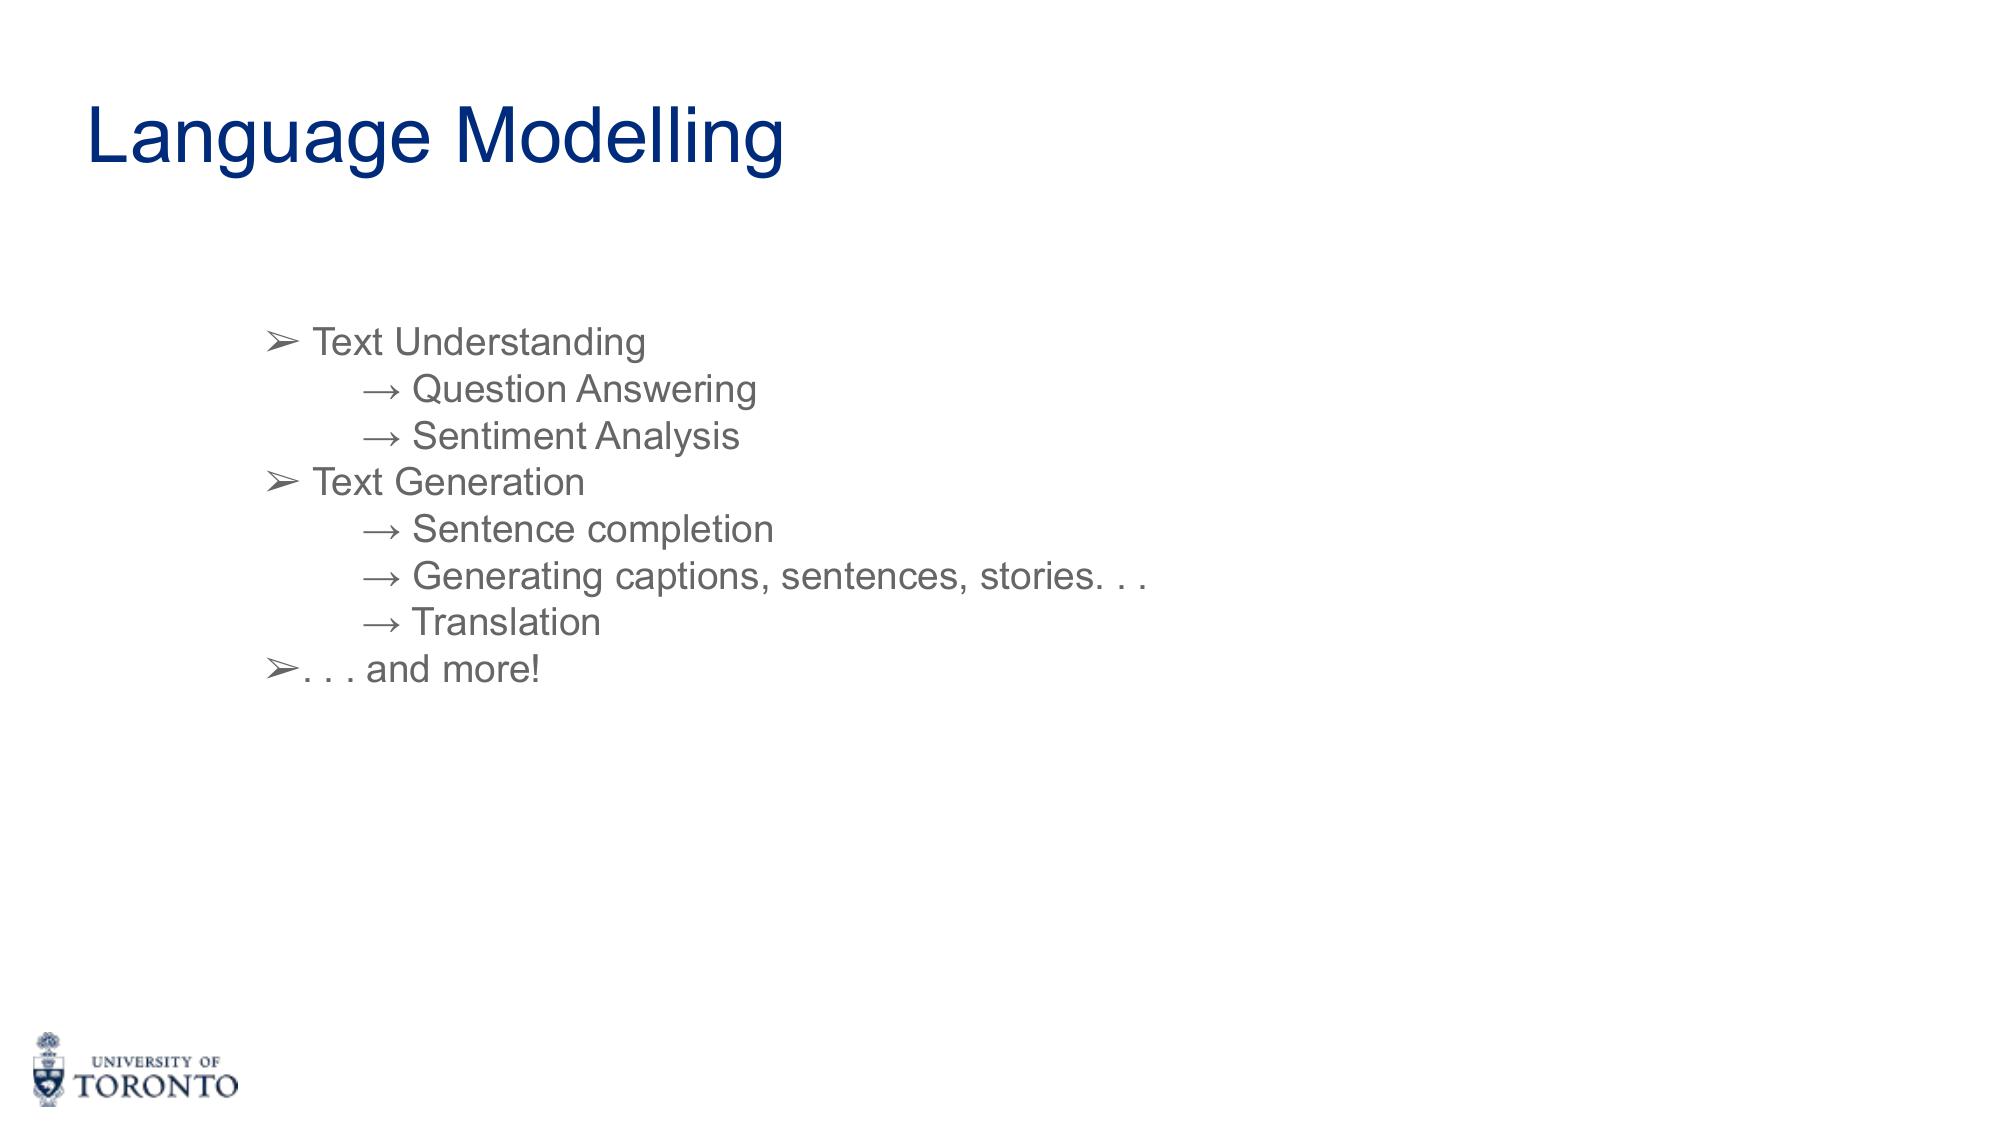 Language Modelling
➢ Text Understanding
→ Question Answering
→ Sentiment Analysis
➢ Text Generation
→ Sentence completion
→ Generating captions, sentences, stories. . .
→ Translation
➢. . . and more!
UNIVERSITY OF
TORONTO